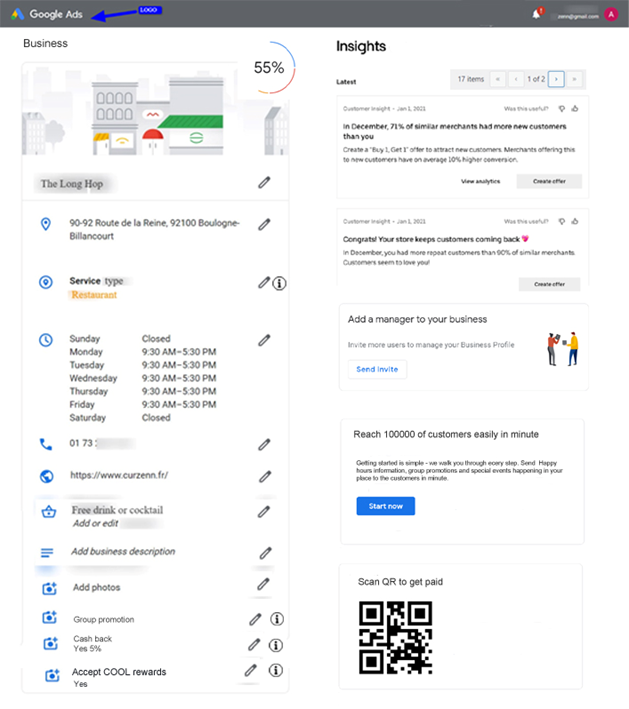 Google Ads
LOGO
1
zenn@gmail.com
A
Business
55%
The Long Hop
90-92 Route de la Reine, 92100 Boulogne-
Billancourt
Service type
Restaurant
Sunday Closed
Monday 9:30 AM–5:30 PM
Tuesday 9:30 AM–5:30 PM
Wednesday 9:30 AM–5:30 PM
Thursday 9:30 AM–5:30 PM
Friday 9:30 AM–5:30 PM
Saturday Closed
01 73
https://www.curzenn.fr/
Free drink or cocktail
Add or edit
Add business description
Add photos
Group promotion
Cash back
Yes 5%
Accept COOL rewards
Yes
Insights
Latest
17 items « ‹ 1 of 2 › »
Customer Insight – Jan 1, 2021 Was this useful?
In December, 71% of similar merchants had more new customers
than you
Create a "Buy 1, Get 1" offer to attract new customers. Merchants offering this
to new customers have an average 10% higher conversion.
View analytics Create offer
Customer Insight – Jan 1, 2021 Was this useful?
Congrats! Your store keeps customers coming back 💖
In December, you had more repeat customers than 90% of similar merchants.
Customers seem to love you!
Create offer
Add a manager to your business
Invite more users to manage your Business Profile
Send invite
Reach 100000 of customers easily in minute
Getting started is simple - we walk you through every step. Send Happy
hours information, group promotions and special events happening in your
place to the customers in minute.
Start now
Scan QR to get paid